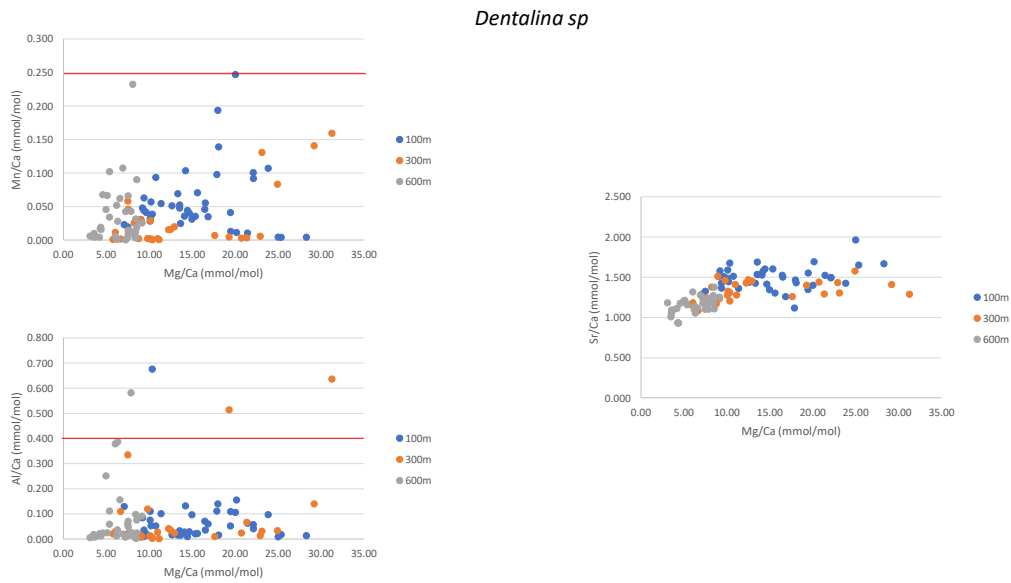 Dentalina sp
0.300
0.250
0.200
0.150
0.100
0.050
0.000
Mn/Ca (mmol/mol)
0.00 5.00 10.00 15.00 20.00 25.00 30.00 35.00
Mg/Ca (mmol/mol)
100m
300m
600m
0.800
0.700
0.600
0.500
0.400
0.300
0.200
0.100
0.000
Al/Ca (mmol/mol)
0.00 5.00 10.00 15.00 20.00 25.00 30.00 35.00
Mg/Ca (mmol/mol)
100m
300m
600m
2.500
2.000
1.500
1.000
0.500
0.000
Sr/Ca (mmol/mol)
0.00 5.00 10.00 15.00 20.00 25.00 30.00 35.00
Mg/Ca (mmol/mol)
100m
300m
600m